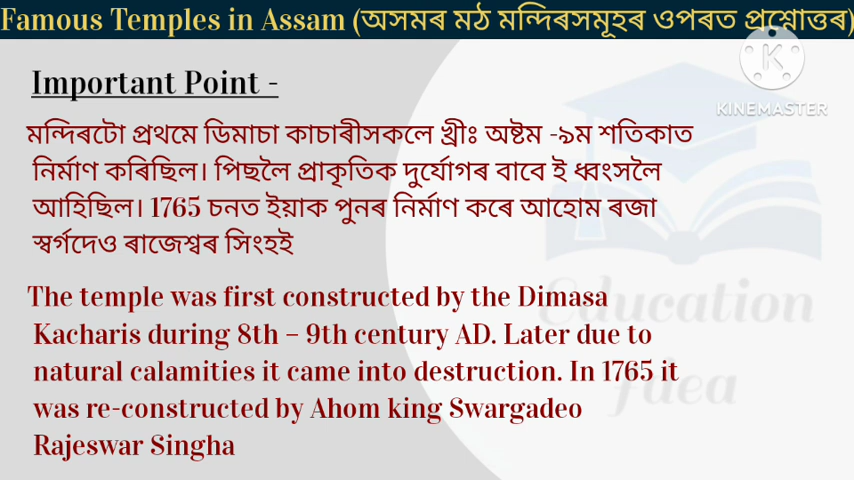 Famous Temples in Assam (অসমৰ মঠ মন্দিৰসমূহৰ ওপৰত প্ৰশ্নোত্তৰ)
KINEMASTER
Important Point -
মন্দিৰটো প্ৰথমে ডিমাচা কাচাৰীসকলে খ্ৰীঃ অষ্টম -৯ম শতিকাত
নিৰ্মাণ কৰিছিল। পিছলৈ প্ৰাকৃতিক দুৰ্যোগৰ বাবে ই ধ্বংসলৈ
আহিছিল। 1765 চনত ইয়াক পুনৰ নিৰ্মাণ কৰে আহোম ৰজা
স্বৰ্গদেও ৰাজেশ্বৰ সিংহই
The temple was first constructed by the Dimasa
Kacharis during 8th – 9th century AD. Later due to
natural calamities it came into destruction. In 1765 it
was re-constructed by Ahom king Swargadeo
Rajeswar Singha
Education
Idea